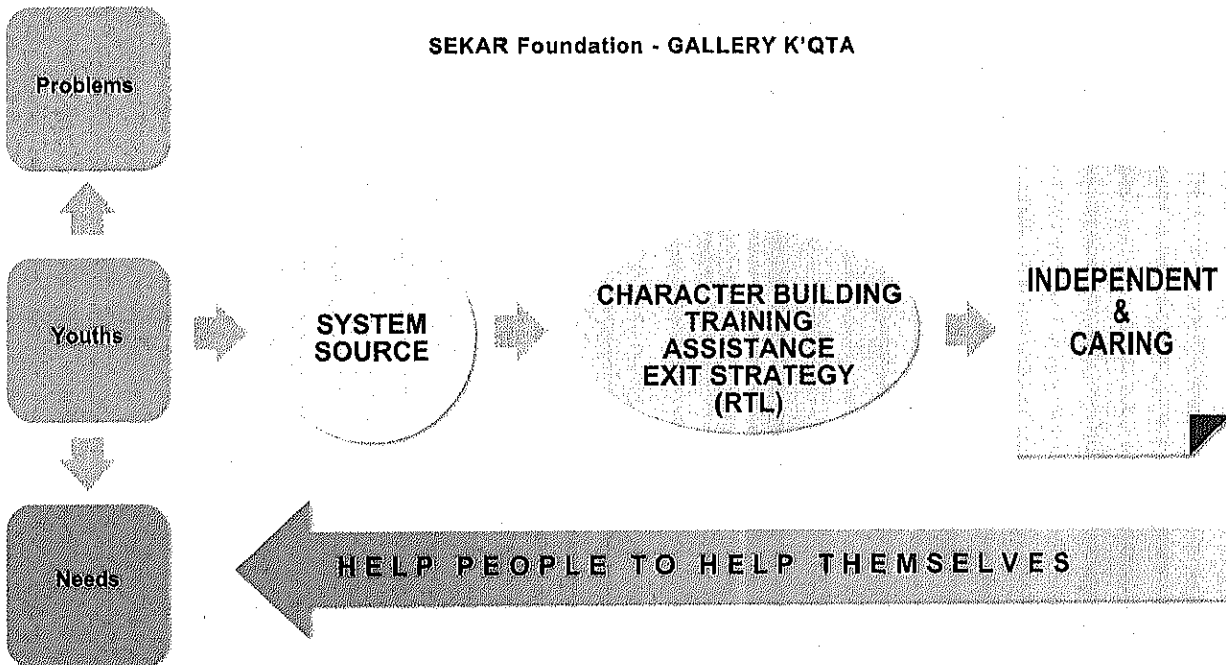 SEKAR Foundation - GALLERY K'QTA
Problems
Youths
Needs
SYSTEM
SOURCE
CHARACTER BUILDING
TRAINING
ASSISTANCE
EXIT STRATEGY
(RTL)
INDEPENDENT
&
CARING
HELP PEOPLE TO HELP THEMSELVES